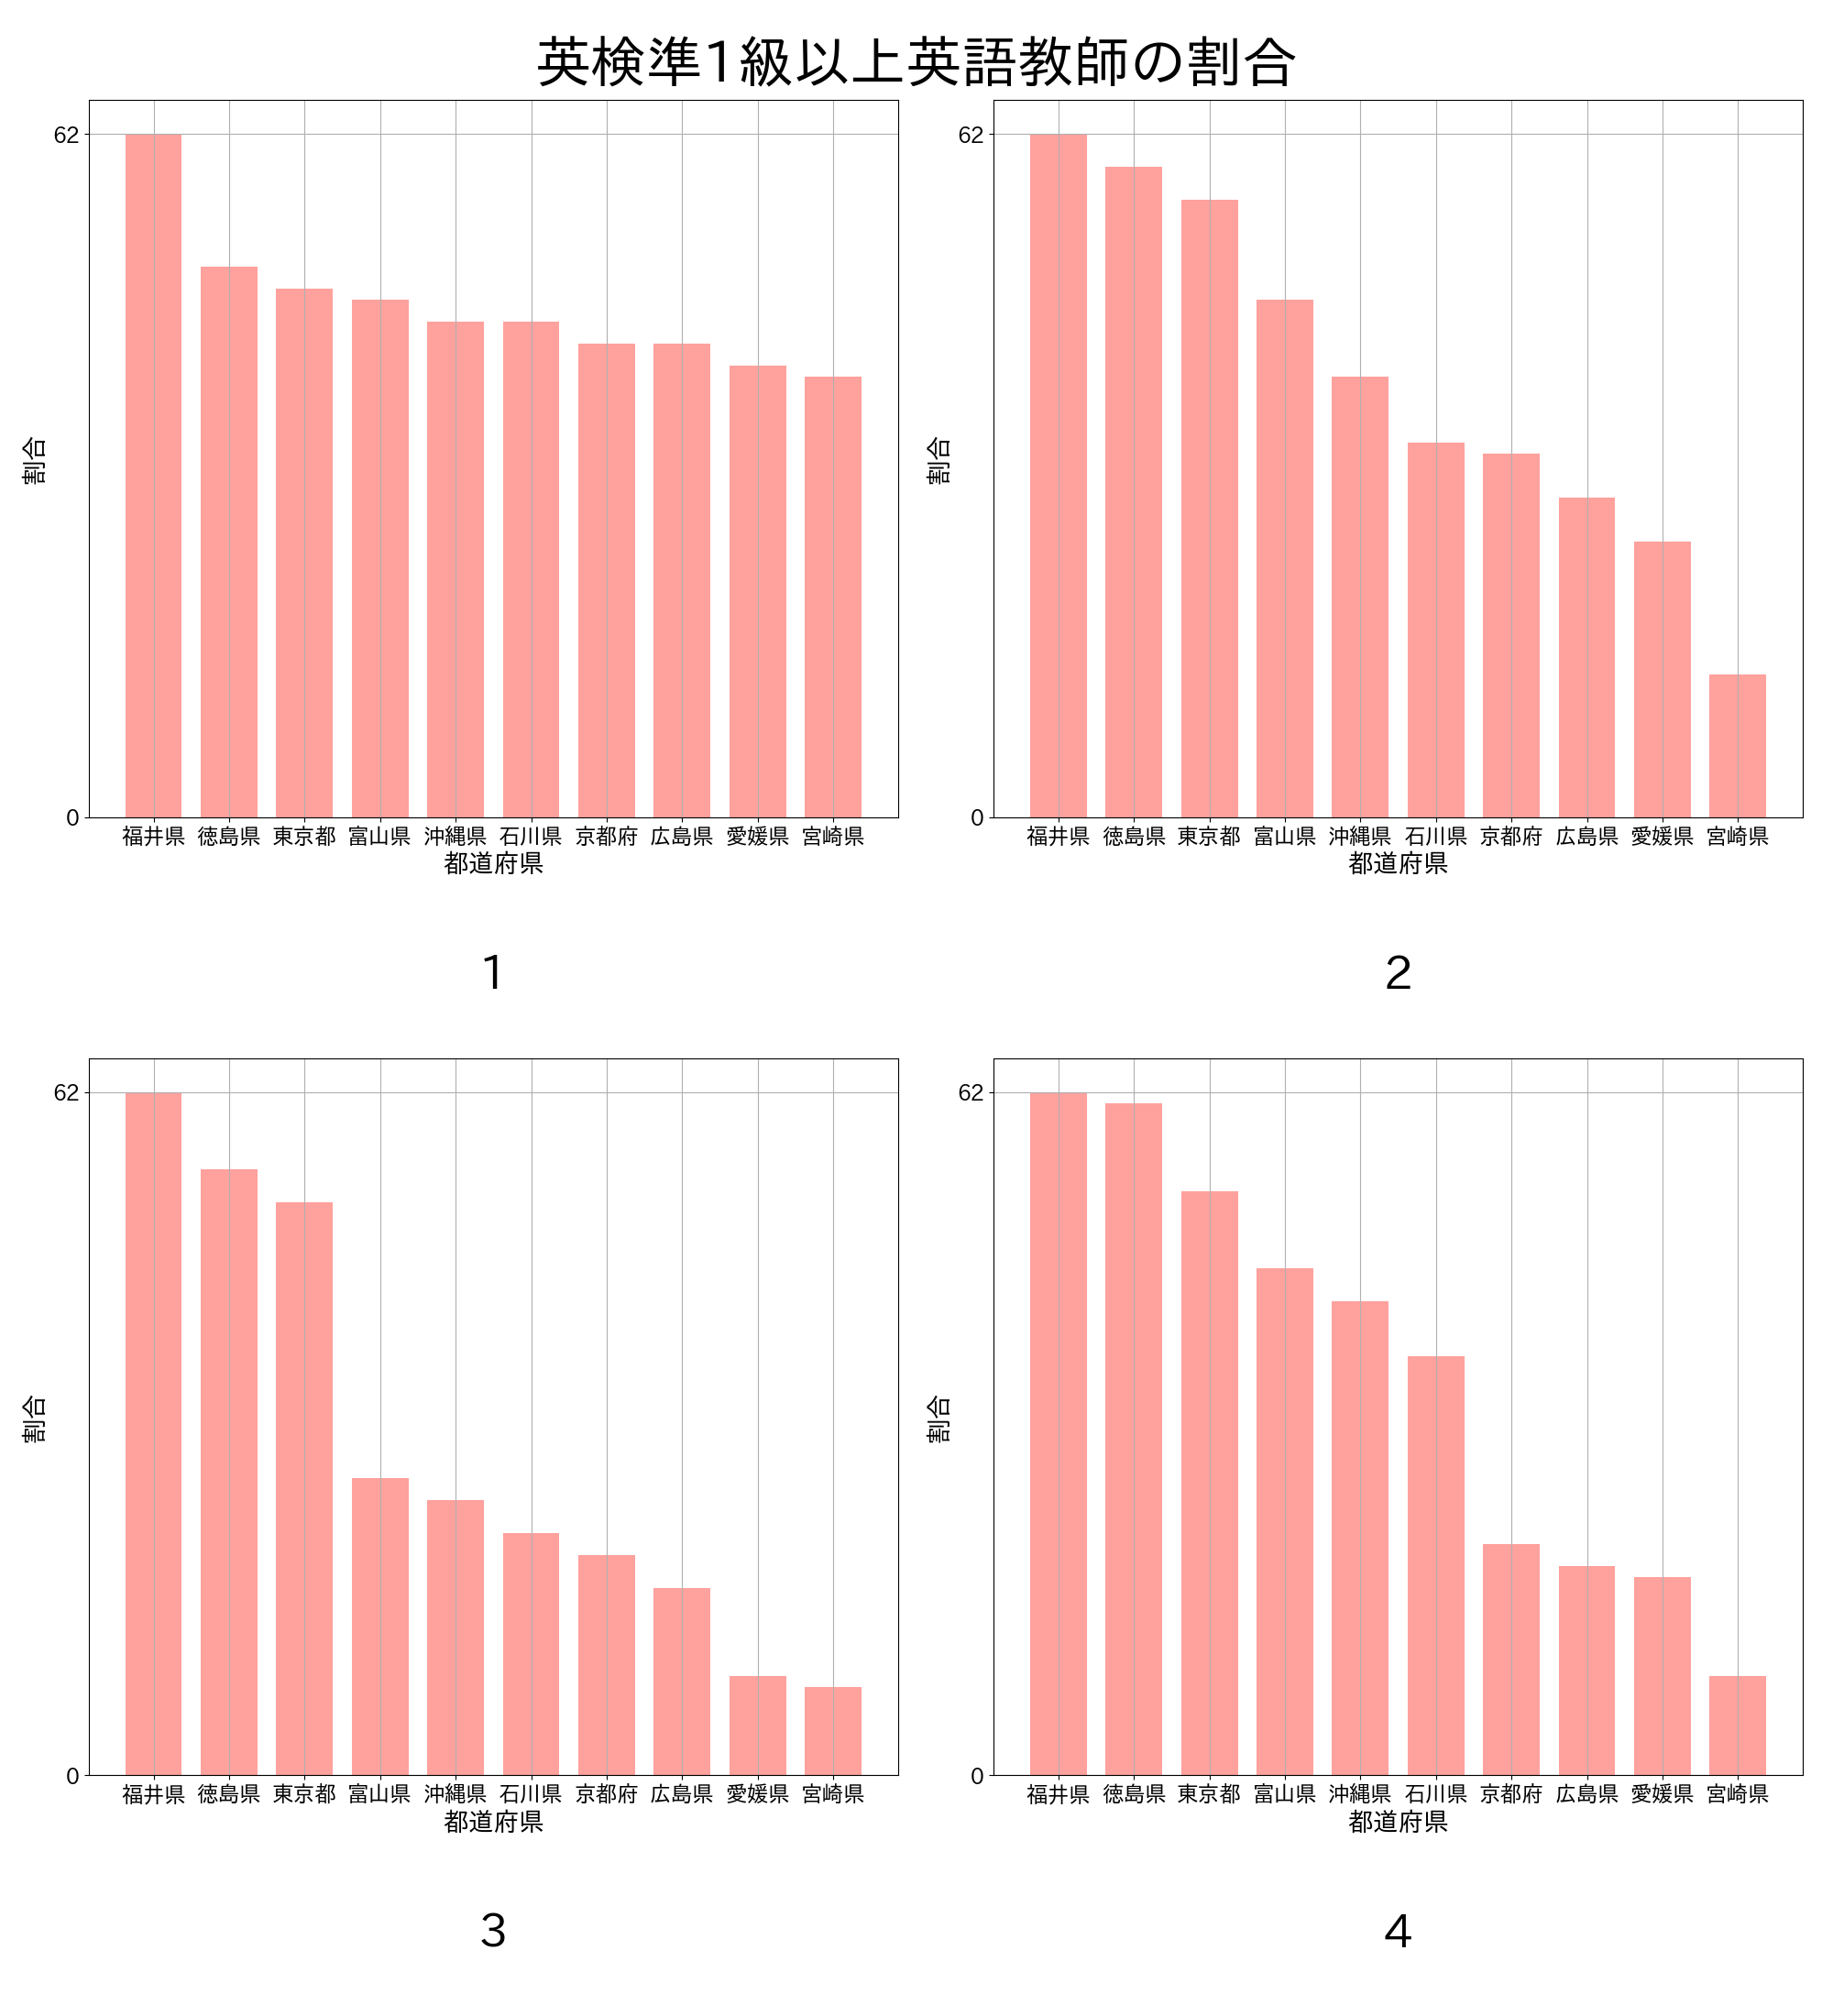 英検準1級以上英語教師の割合
62
0
割合
福井県 徳島県 東京都 富山県 沖縄県 石川県 京都府 広島県 愛媛県 宮崎県
都道府県
1
62
0
割合
福井県 徳島県 東京都 富山県 沖縄県 石川県 京都府 広島県 愛媛県 宮崎県
都道府県
2
62
0
割合
福井県 徳島県 東京都 富山県 沖縄県 石川県 京都府 広島県 愛媛県 宮崎県
都道府県
3
62
0
割合
福井県 徳島県 東京都 富山県 沖縄県 石川県 京都府 広島県 愛媛県 宮崎県
都道府県
4